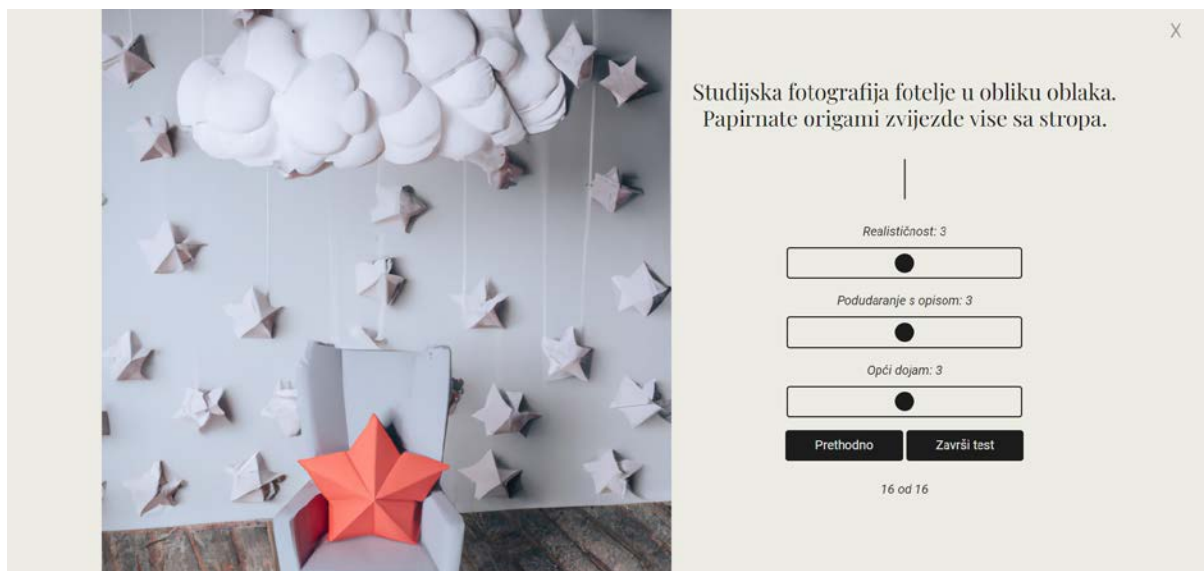 X
Studijska fotografija fotelje u obliku oblaka.
Papirnate origami zvijezde vise sa stropa.
Realističnost: 3
Podudaranje s opisom: 3
Opći dojam: 3
Prethodno
Završi test
16 od 16